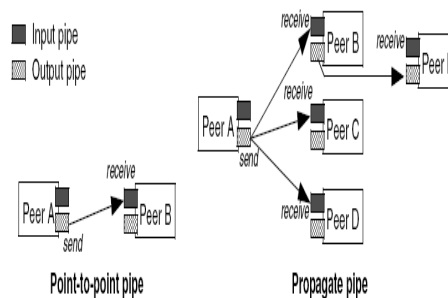 Input pipe
Output pipe
Peer A
send
receive
Peer B
Point-to-point pipe
Peer A
send
receive
Peer B
receive
Peer
receive
Peer C
receive
Peer D
Propagate pipe